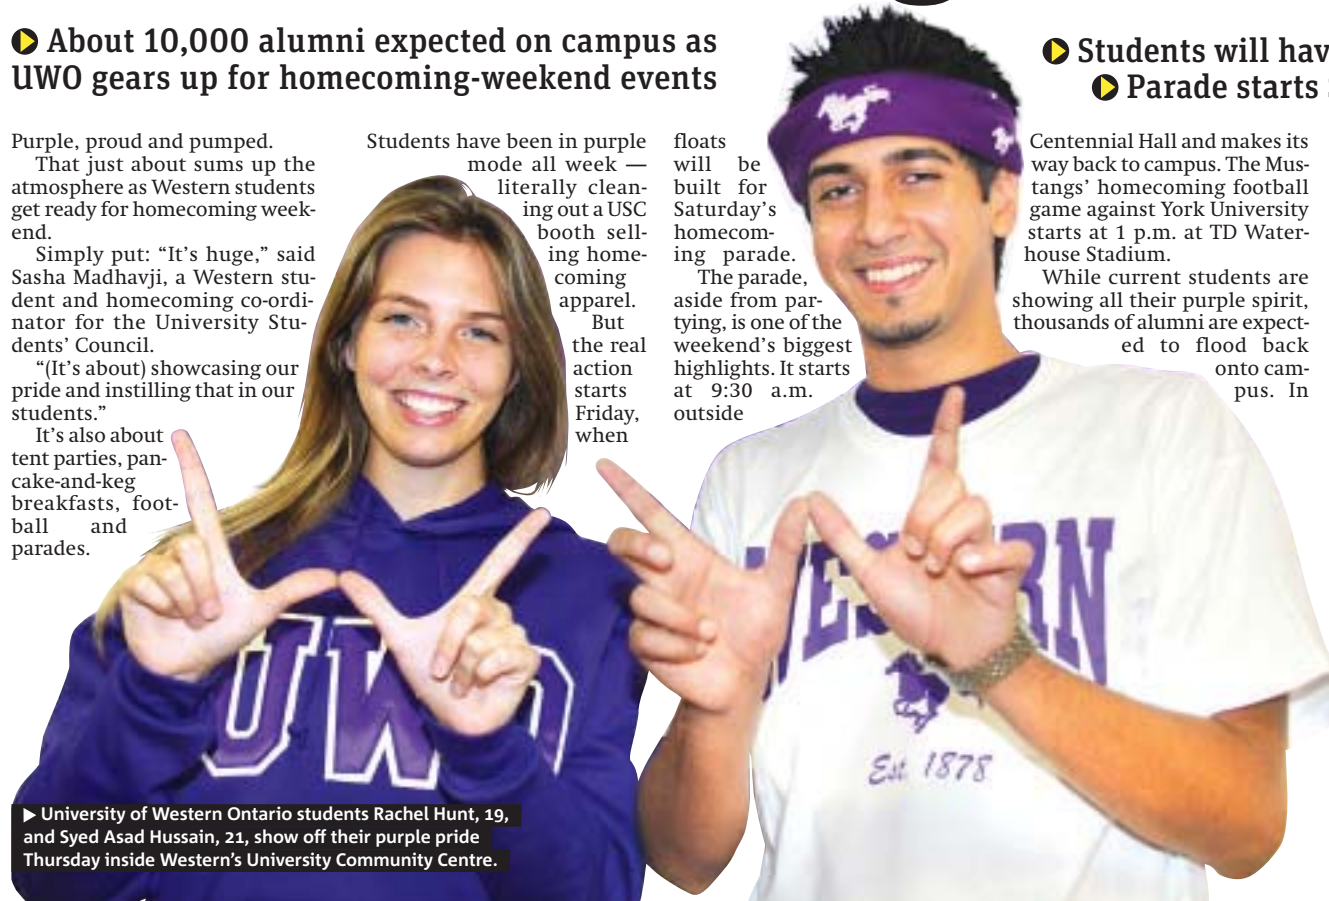 About 10,000 alumni expected on campus as
UWO gears up for homecoming-weekend events
Students will hav
Parade starts
Purple, proud and pumped.
That just about sums up the
atmosphere as Western students
get ready for homecoming week-
end.
Simply put: “It’s huge,” said
Sasha Madhavji, a Western stu-
dent and homecoming co-ordi-
nator for the University Stu-
dents’ Council.
“(It’s about) showcasing our
pride and instilling that in our
students.”
It’s also about
tent parties, pan-
cake-and-keg
breakfasts, foot-
ball and
parades.
Students have been in purple
mode all week —
literally clean-
ing out a USC
booth sell-
ing home-
coming
apparel.
But
the real
action
starts
Friday,
when
floats
will be
built for
Saturday’s
homecom-
ing parade.
The parade,
aside from par-
tying, is one of the
weekend’s biggest
highlights. It starts
at 9:30 a.m.
outside
Centennial Hall and makes its
way back to campus. The Mus-
tangs’ homecoming football
game against York University
starts at 1 p.m. at TD Water-
house Stadium.
While current students are
showing all their purple spirit,
thousands of alumni are expect-
ed to flood back
onto cam-
pus. In
UWO
WESTERN
Est 1878
University of Western Ontario students Rachel Hunt, 19,
and Syed Asad Hussain, 21, show off their purple pride
Thursday inside Western’s University Community Centre.